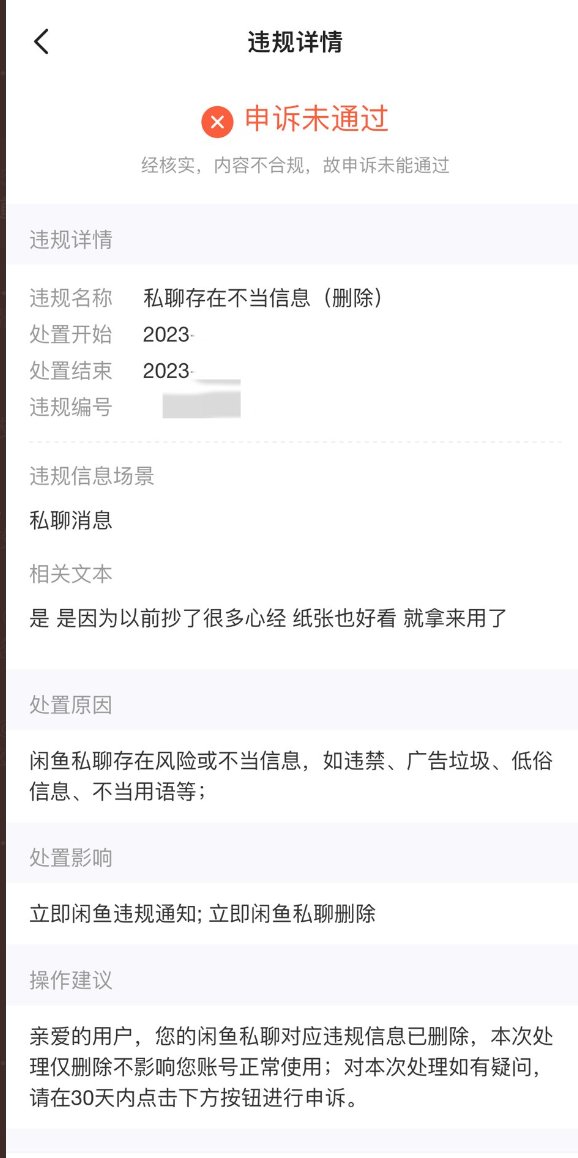 违规详情
申诉未通过
经核实，内容不合规，故申诉未能通过
违规详情
违规名称 私聊存在不当信息（删除）
处置开始 2023-
处置结束 2023-
违规编号
违规信息场景
私聊消息
相关文本
是 是因为以前抄了很多心经 纸张也好看 就拿来用了
处置原因
闲鱼私聊存在风险或不当信息，如违禁、广告垃圾、低俗
信息、不当用语等；
处置影响
立即闲鱼违规通知; 立即闲鱼私聊删除
操作建议
亲爱的用户，您的闲鱼私聊对应违规信息已删除，本次处
理仅删除不影响您账号正常使用；对本次处理如有疑问，
请在30天内点击下方按钮进行申诉。